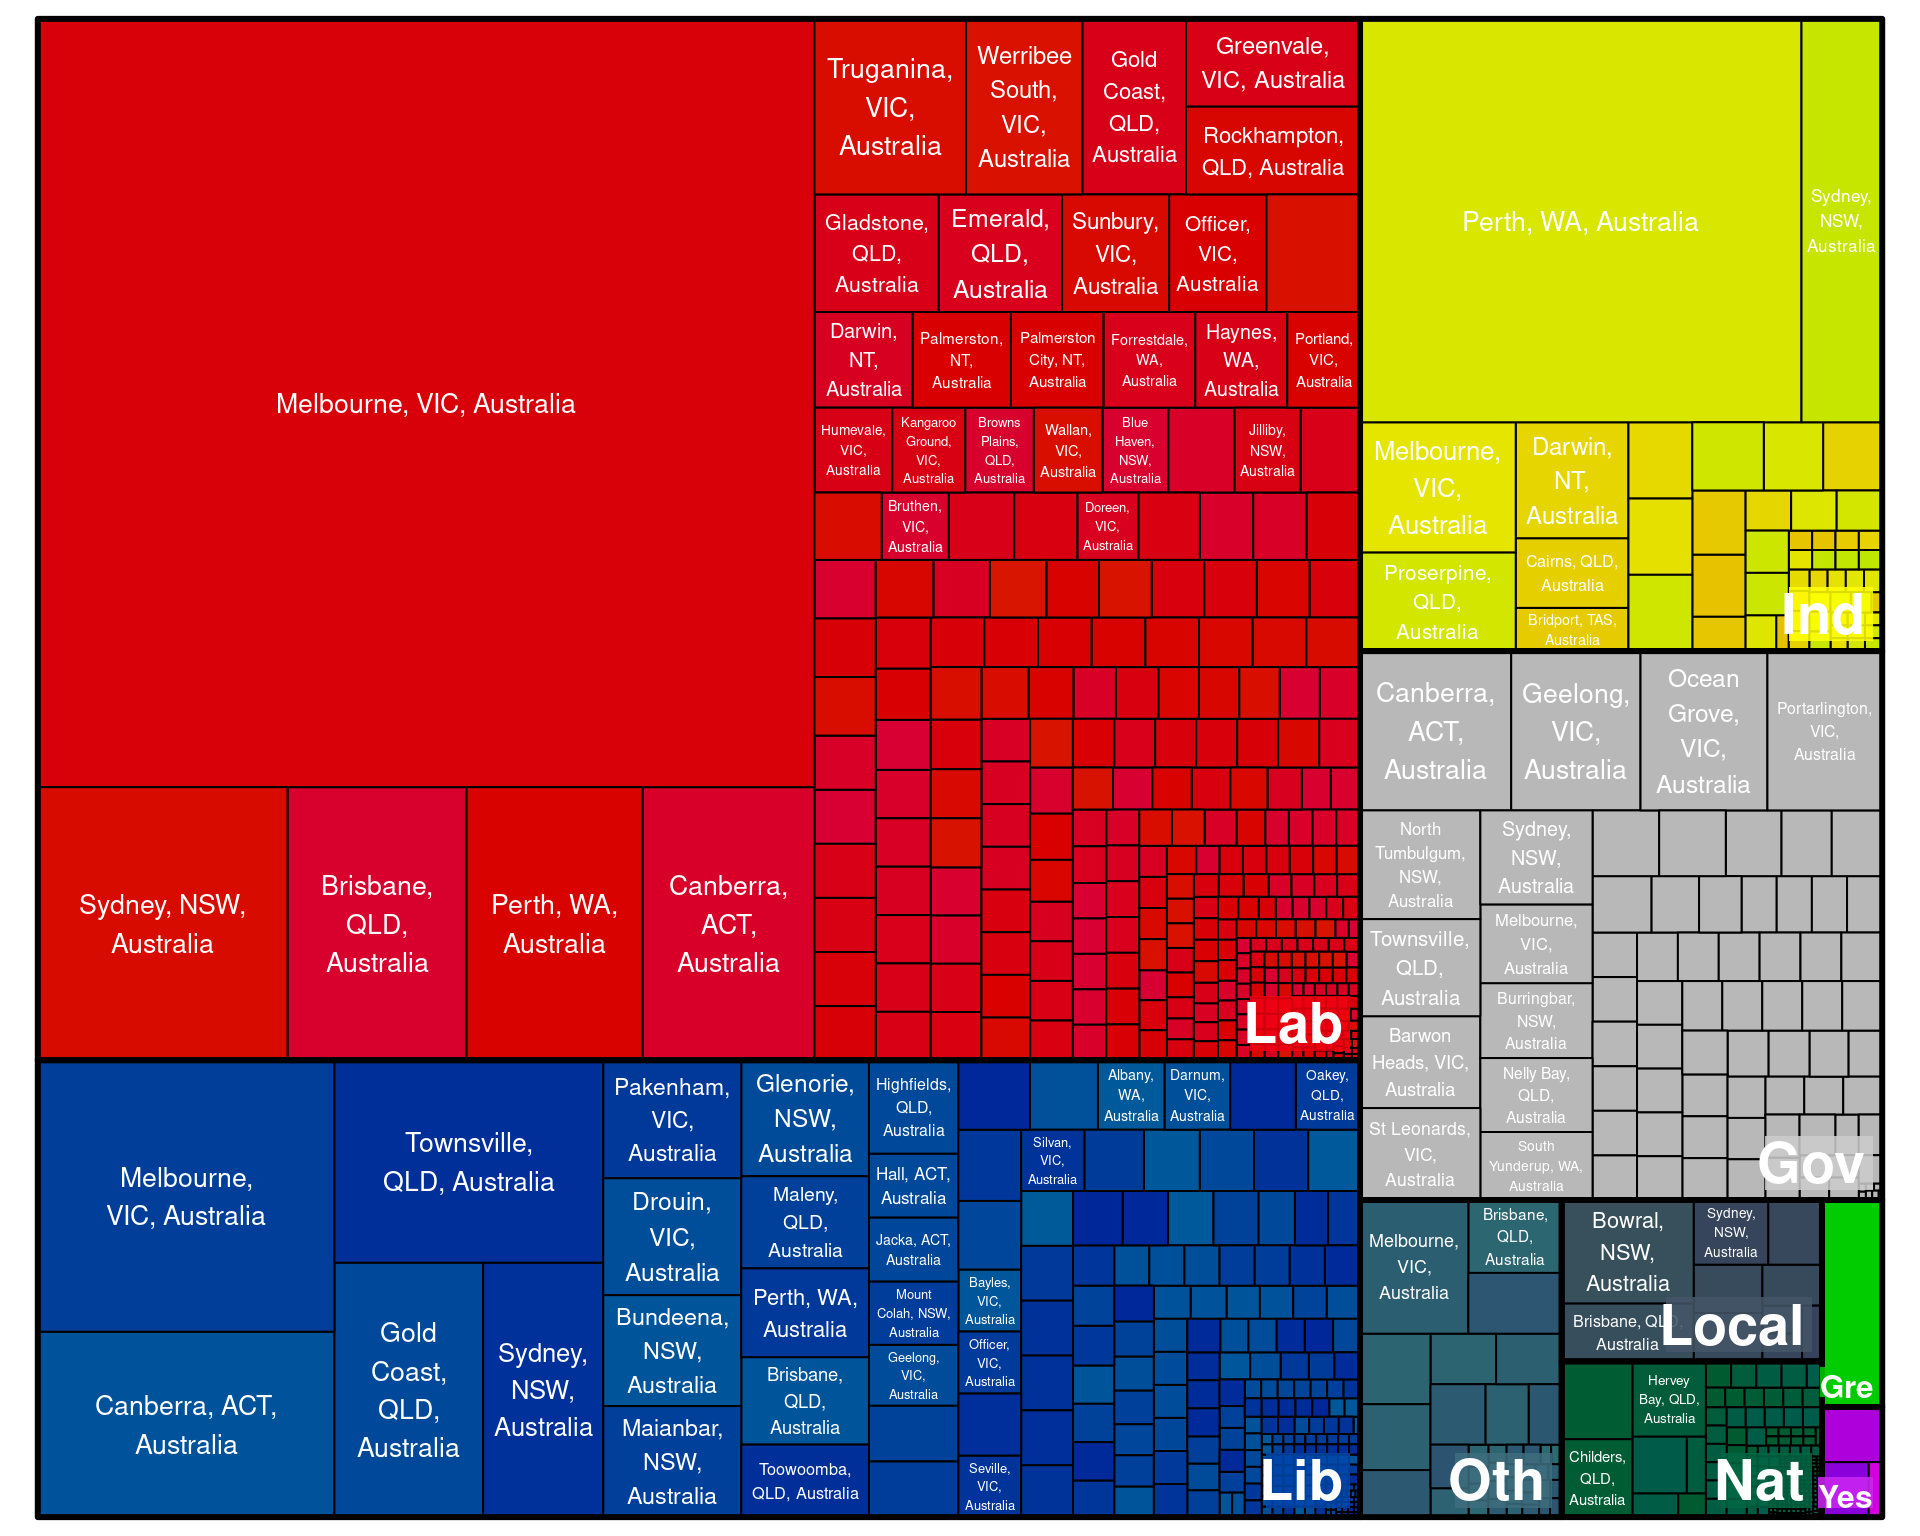 Melbourne, VIC, Australia
Sydney, NSW,
Australia
Brisbane,
QLD,
Australia
Perth, WA,
Australia
Canberra,
ACT,
Australia
Truganina,
VIC,
Australia
Werribee
South,
VIC,
Australia
Gold
Coast,
QLD,
Australia
Greenvale,
VIC, Australia
Rockhampton,
QLD, Australia
Gladstone,
QLD,
Australia
Emerald,
QLD,
Australia
Sunbury,
VIC,
Australia
Officer,
VIC,
Australia
Darwin,
NT,
Australia
Palmerston,
NT,
Australia
Palmerston
City, NT,
Australia
Forrestdale,
WA,
Australia
Haynes,
WA,
Australia
Portland,
VIC,
Australia
Humevale,
VIC,
Australia
Kangaroo
Ground,
VIC,
Australia
Browns
Plains,
QLD,
Australia
Wallan,
VIC,
Australia
Blue
Haven,
NSW,
Australia
Jilliby,
NSW,
Australia
Bruthen,
VIC,
Australia
Doreen,
VIC,
Australia
Lab
Melbourne,
VIC, Australia
Canberra, ACT,
Australia
Townsville,
QLD, Australia
Gold
Coast,
QLD,
Australia
Sydney,
NSW,
Australia
Pakenham,
VIC,
Australia
Drouin,
VIC,
Australia
Bundeena,
NSW,
Australia
Maianbar,
NSW,
Australia
Glenorie,
NSW,
Australia
Maleny,
QLD,
Australia
Perth, WA,
Australia
Brisbane,
QLD,
Australia
Toowoomba,
QLD, Australia
Highfields,
QLD,
Australia
Hall, ACT,
Australia
Jacka, ACT,
Australia
Mount
Colah, NSW,
Australia
Geelong,
VIC,
Australia
Albany,
WA,
Australia
Darnum,
VIC,
Australia
Oakey,
QLD,
Australia
Silvan,
VIC,
Australia
Bayles,
VIC,
Australia
Officer,
VIC,
Australia
Seville,
VIC,
Australia
Lib
Perth, WA, Australia
Sydney,
NSW,
Australia
Melbourne,
VIC,
Australia
Proserpine,
QLD,
Australia
Darwin,
NT,
Australia
Cairns, QLD,
Australia
Bridport, TAS,
Australia
Ind
Canberra,
ACT,
Australia
Geelong,
VIC,
Australia
Ocean
Grove,
VIC,
Australia
Portarlington,
VIC,
Australia
North
Tumbulgum,
NSW,
Australia
Townsville,
QLD,
Australia
Barwon
Heads, VIC,
Australia
St Leonards,
VIC,
Australia
Sydney,
NSW,
Australia
Melbourne,
VIC,
Australia
Burringbar,
NSW,
Australia
Nelly Bay,
QLD,
Australia
South
Yunderup, WA,
Australia
Gov
Melbourne,
VIC,
Australia
Brisbane,
QLD,
Australia
Oth
Bowral,
NSW,
Australia
Sydney,
NSW,
Australia
Brisbane, QLD,
Australia
Local
Hervey
Bay, QLD,
Australia
Childers,
QLD,
Australia
Nat
Gre
Yes